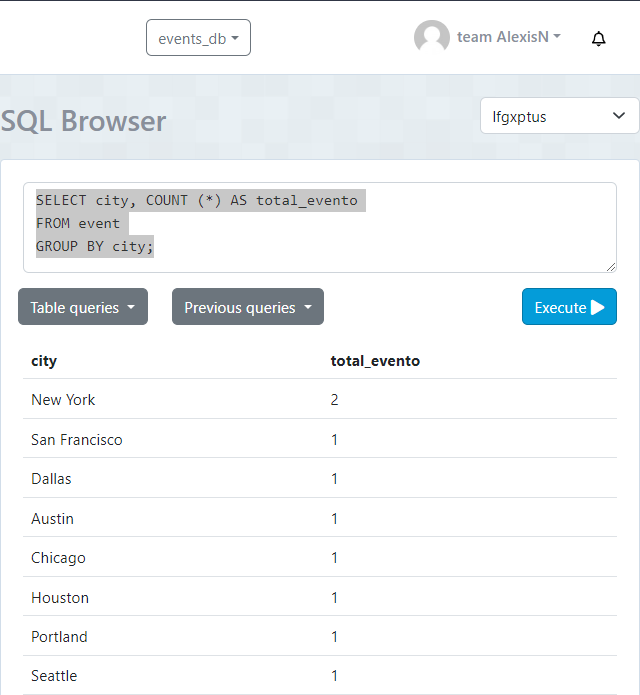 events_db
team AlexisN
SQL Browser
lfgxptus
SELECT city, COUNT (*) AS total_evento
FROM event
GROUP BY city;
Table queries
Previous queries
Execute
city total_evento
New York 2
San Francisco 1
Dallas 1
Austin 1
Chicago 1
Houston 1
Portland 1
Seattle 1